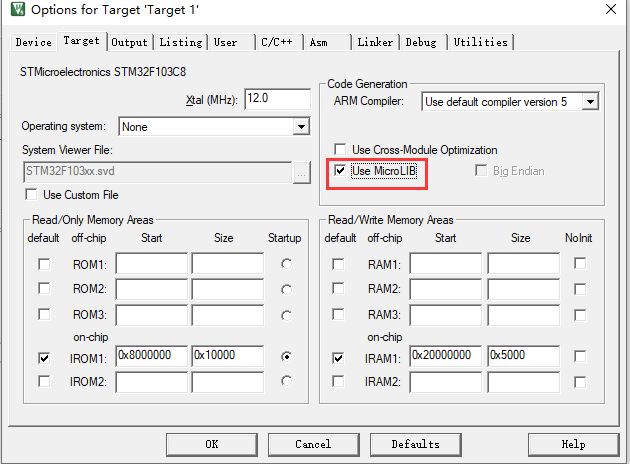 Options for Target 'Target 1'
Device Target Output Listing User C/C++ Asm Linker Debug Utilities
STMicroelectronics STM32F103C8
Xtal (MHz): 12.0
Operating system: None
System Viewer File:
STM32F103xx.svd ...
Use Custom File
Code Generation
ARM Compiler: Use default compiler version 5
Use Cross-Module Optimization
Use MicroLIB Big Endian
Read/Only Memory Areas
default off-chip Start Size Startup
ROM1:
ROM2:
ROM3:
on-chip
IROM1: 0x8000000 0x10000
IROM2:
Read/Write Memory Areas
default off-chip Start Size NoInit
RAM1:
RAM2:
RAM3:
on-chip
IRAM1: 0x20000000 0x5000
IRAM2:
OK Cancel Defaults Help